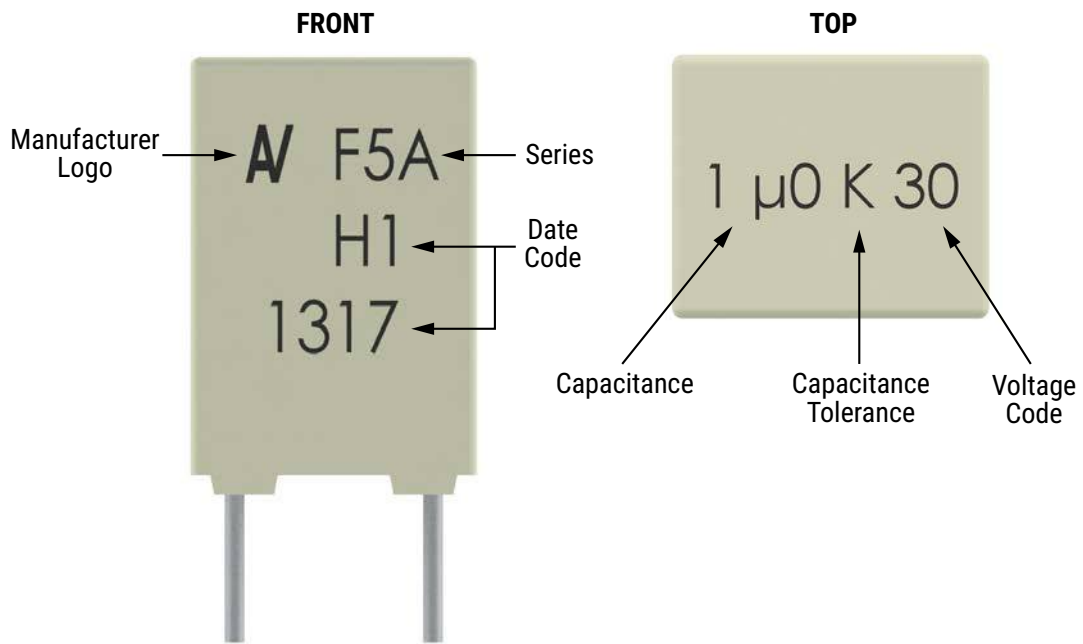 FRONT
TOP
Manufacturer
Logo
F5A
Series
H1
Date
Code
1317
1 µ0 K 30
Capacitance
Capacitance
Tolerance
Voltage
Code